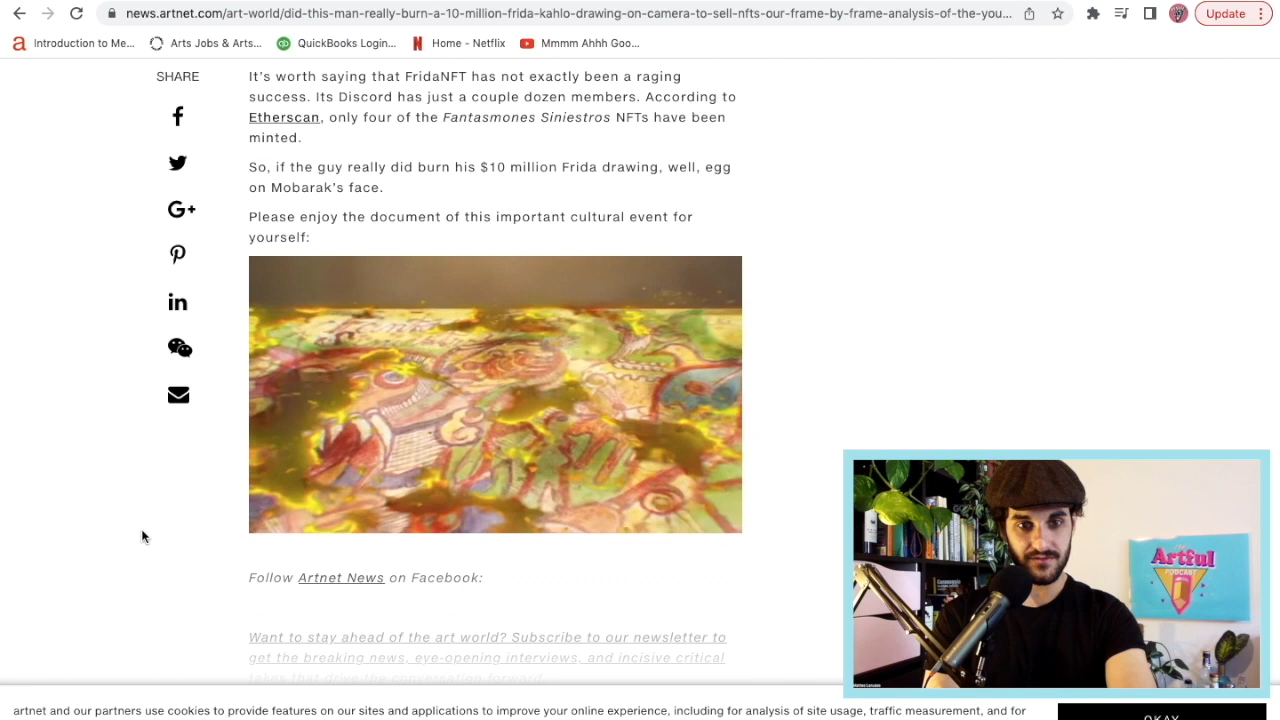 news.artnet.com/art-world/did-this-man-really-burn-a-10-million-frida-kahlo-drawing-on-camera-to-sell-nfts-our-frame-by-frame-analysis-of-the-you...
Update
Introduction to Me...
Arts Jobs & Arts...
QuickBooks Login...
Home - Netflix
Mmmm Ahhh Goo...
SHARE
It's worth saying that FridaNFT has not exactly been a raging
success. Its Discord has just a couple dozen members. According to
Etherscan, only four of the Fantasmones Siniestros NFTs have been
minted.
So, if the guy really did burn his $10 million Frida drawing, well, egg
on Mobarak's face.
Please enjoy the document of this important cultural event for
yourself:
Follow Artnet News on Facebook:
Want to stay ahead of the art world? Subscribe to our newsletter to
get the breaking news, eye-opening interviews, and incisive critical
takes that drive the conversation forward.
Artful
PODCAST
artnet and our partners use cookies to provide features on our sites and applications to improve your online experience, including for analysis of site usage, traffic measurement, and for
OKAY